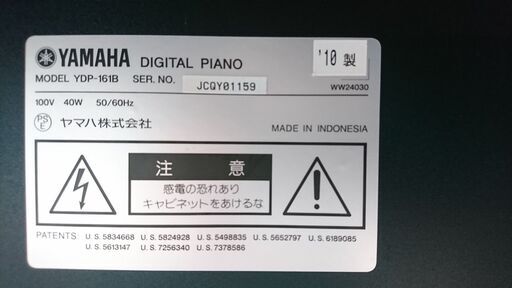 YAMAHA DIGITAL PIANO
'10 製
MODEL YDP-161B SER. NO. JCQY01159
WW24030
100V 40W 50/60Hz
PS E ヤマハ株式会社
MADE IN INDONESIA
注意
感電の恐れあり
キャビネットをあけるな
PATENTS: U.S. 5834668 U.S. 5824928 U.S. 5498835 U.S. 5652797 U.S. 6189085
U.S. 5613147 U.S. 7256340 U.S. 7378586